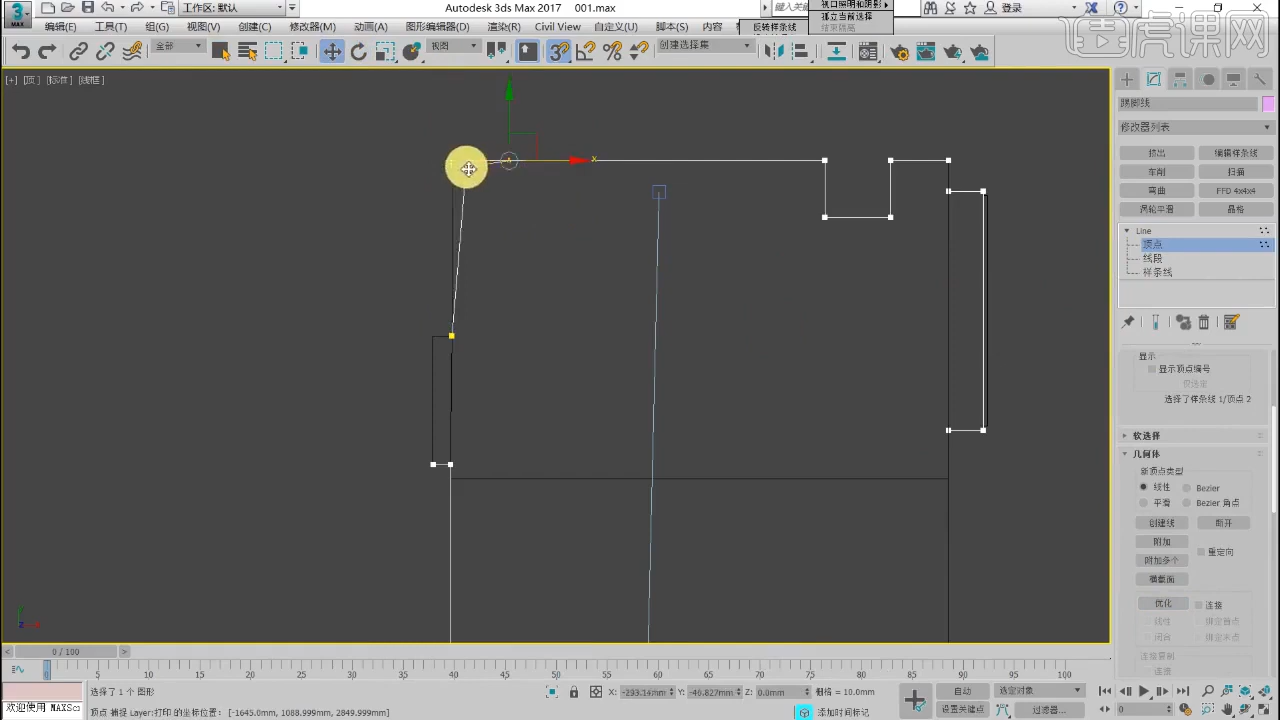 3
MAX
工作区: 默认
Autodesk 3ds Max 2017    001.max
键入关
视口照明和阴影
孤立当前选择
结束隔离
登录
虎课网
编辑(E) 工具(T) 组(G) 视图(V) 创建(C) 修改器(M) 动画(A) 图形编辑器(D) 渲染(R) Civil View 自定义(U) 脚本(S) 内容
反转样条线
全部
视图
创建选择集
[+] [顶] [标准] [线框]
x
踢脚线
修改器列表
挤出 编辑样条线
车削 扫描
弯曲 FFD 4x4x4
涡轮平滑 晶格
Line
顶点
线段
样条线
显示
显示顶点编号
仅选定
选择了样条线 1/顶点 2
软选择
几何体
新顶点类型
线性 Bezier
平滑 Bezier 角点
创建线 断开
附加
重定向
附加多个
横截面
优化 连接
线性 绑定首点
闭合 绑定末点
连接复制
连接
0 / 100
0 5 10 15 20 25 30 35 40 45 50 55 60 65 70 75 80 85 90 95 100
选择了 1 个 图形
X: -293.14mm Y: -46.827mm Z: 0.0mm 栅格 = 10.0mm
自动 选定对象
欢迎使用 MAXSc
顶点 捕捉 Layer:打印 的坐标位置: [-1645.0mm, 1088.999mm, 2849.999mm]
添加时间标记
设置关键点 过滤器...
0